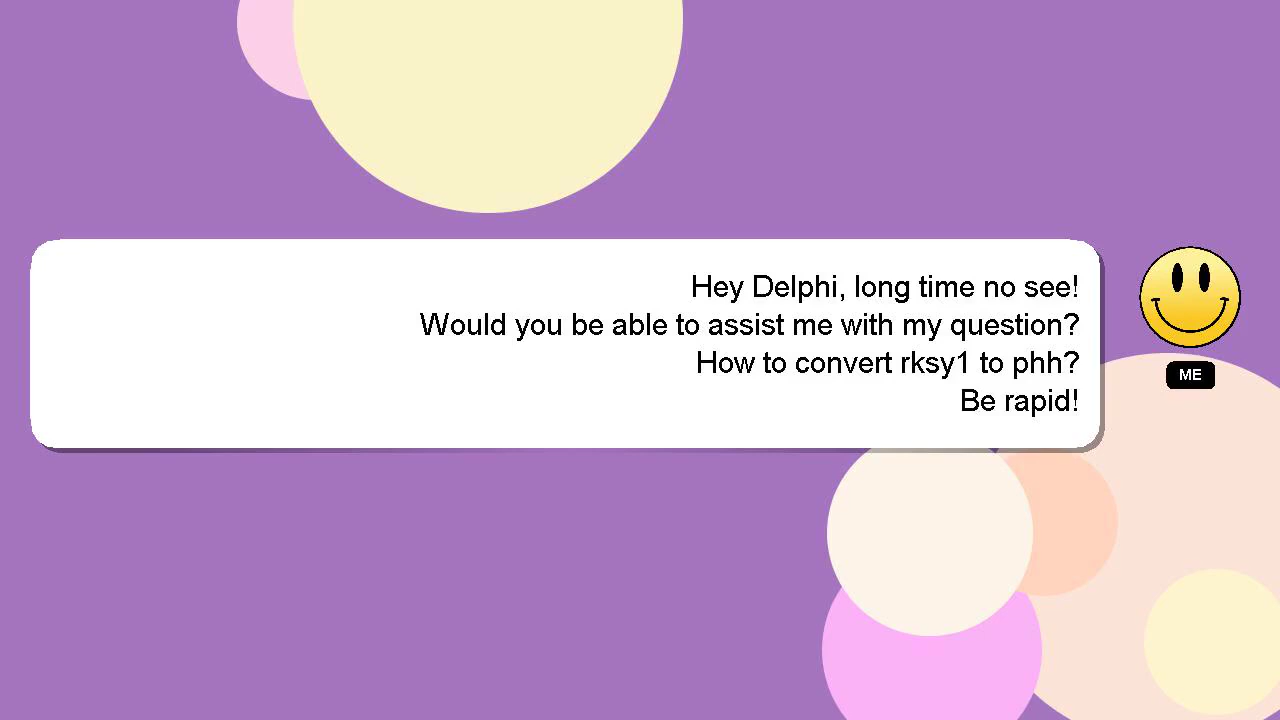 Hey Delphi, long time no see!
Would you be able to assist me with my question?
How to convert rksy1 to phh?
Be rapid!
ME